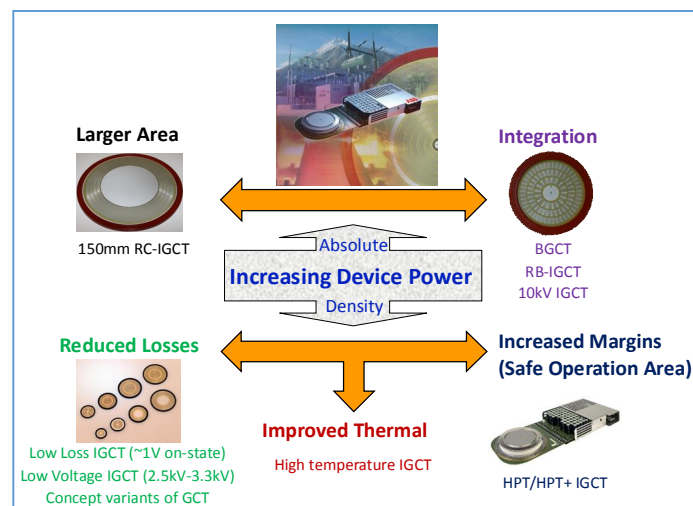 ABB
Larger Area
150mm RC-IGCT
Integration
BGCT
RB-IGCT
10kV IGCT
Absolute
Increasing Device Power
Density
Reduced Losses
Low Loss IGCT (~1V on-state)
Low Voltage IGCT (2.5kV-3.3kV)
Concept variants of GCT
Improved Thermal
High temperature IGCT
Increased Margins
(Safe Operation Area)
HPT/HPT+ IGCT